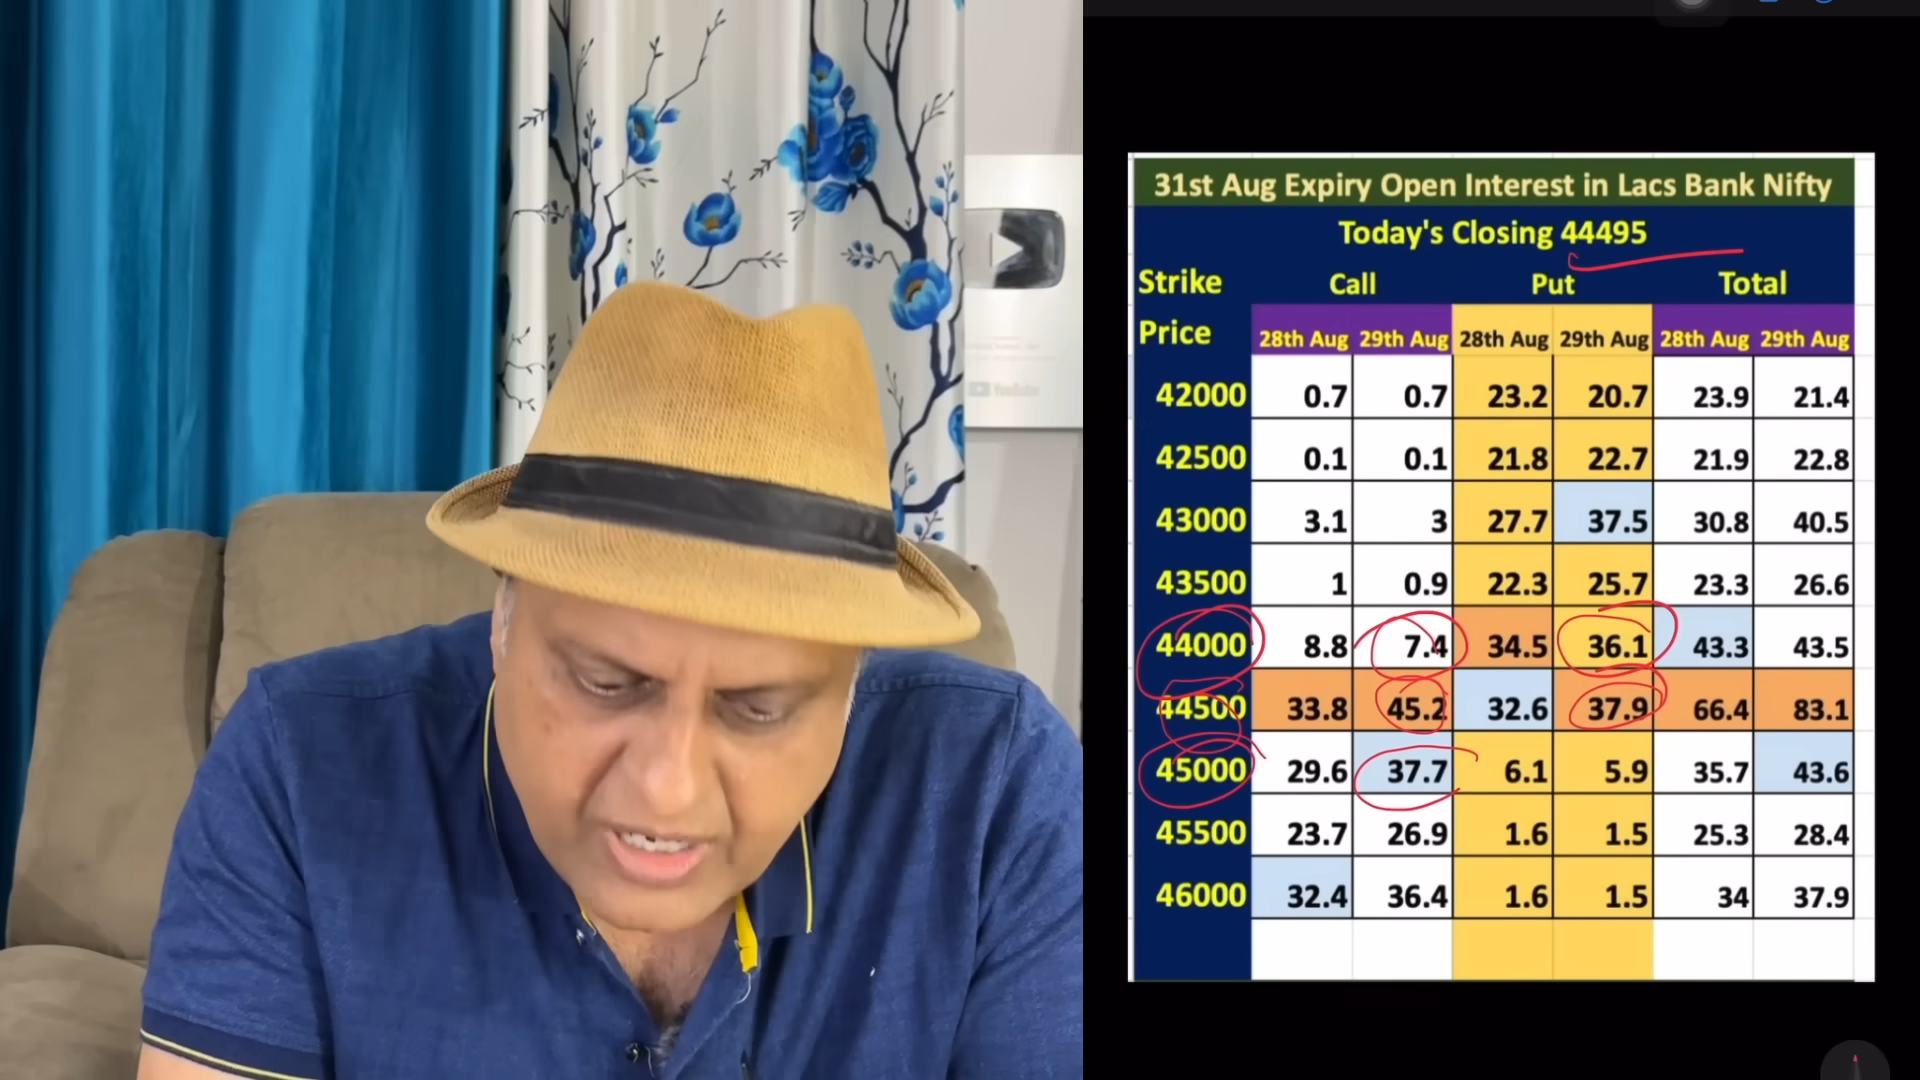 31st Aug Expiry Open Interest in Lacs Bank Nifty
Today's Closing 44495
Strike Price Call Put Total
28th Aug 29th Aug 28th Aug 29th Aug 28th Aug 29th Aug
42000 0.7 0.7 23.2 20.7 23.9 21.4
42500 0.1 0.1 21.8 22.7 21.9 22.8
43000 3.1 3 27.7 37.5 30.8 40.5
43500 1 0.9 22.3 25.7 23.3 26.6
44000 8.8 7.4 34.5 36.1 43.3 43.5
44500 33.8 45.2 32.6 37.9 66.4 83.1
45000 29.6 37.7 6.1 5.9 35.7 43.6
45500 23.7 26.9 1.6 1.5 25.3 28.4
46000 32.4 36.4 1.6 1.5 34 37.9
YouTube